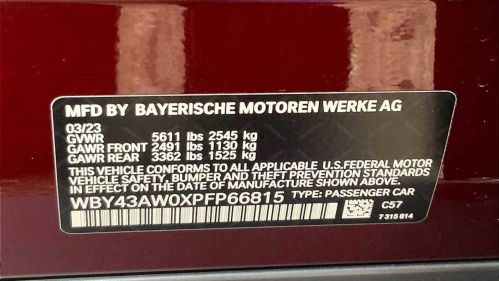 MFD BY BAYERISCHE MOTOREN WERKE AG
03/23
GVWR 5611 lbs 2545 kg
GAWR FRONT 2491 lbs 1130 kg
GAWR REAR 3362 lbs 1525 kg
THIS VEHICLE CONFORMS TO ALL APPLICABLE U.S.FEDERAL MOTOR
VEHICLE SAFETY, BUMPER AND THEFT PREVENTION STANDARDS
IN EFFECT ON THE DATE OF MANUFACTURE SHOWN ABOVE.
WBY43AW0XPFP66815 TYPE: PASSENGER CAR
C57
7 315 814